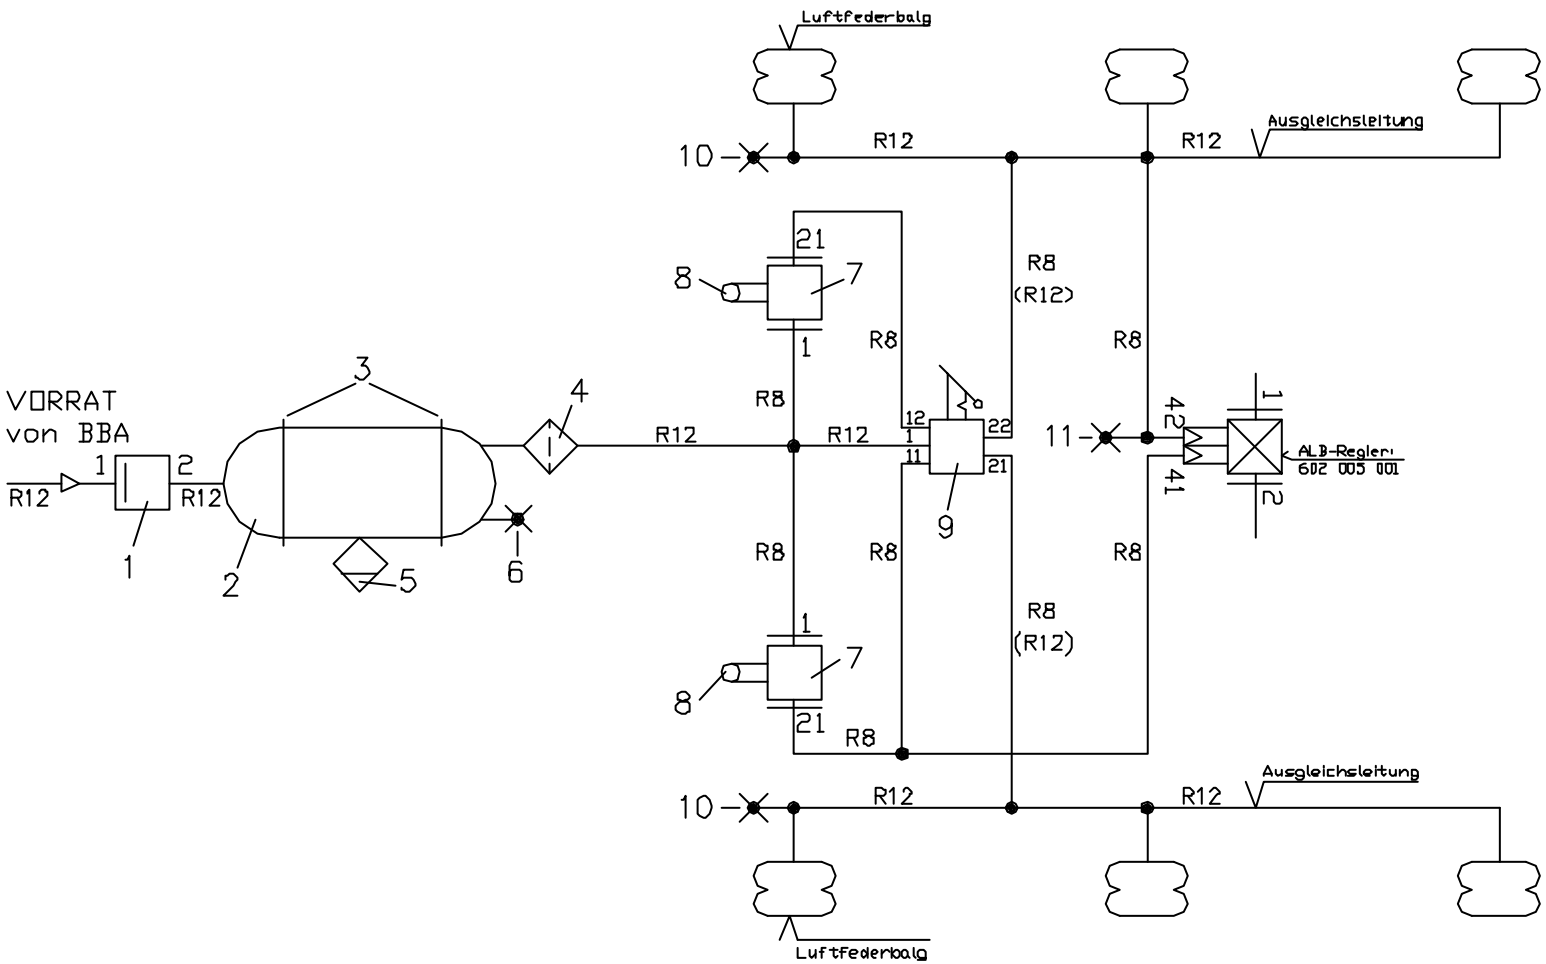 Luftfederbalg
Ausgleichsleitung
10
R12
R12
21
8
7
R8
(R12)
1
R8
R8
3
4
VORRAT
von BBA
R8
1
2
R12
R12
R12
R12
12
1
11
22
21
11
42
41
1
2
ALB-Regler:
602 005 001
9
1
2
5
6
R8
R8
R8
R8
(R12)
1
7
8
21
R8
10
R12
R12
Ausgleichsleitung
Luftfederbalg